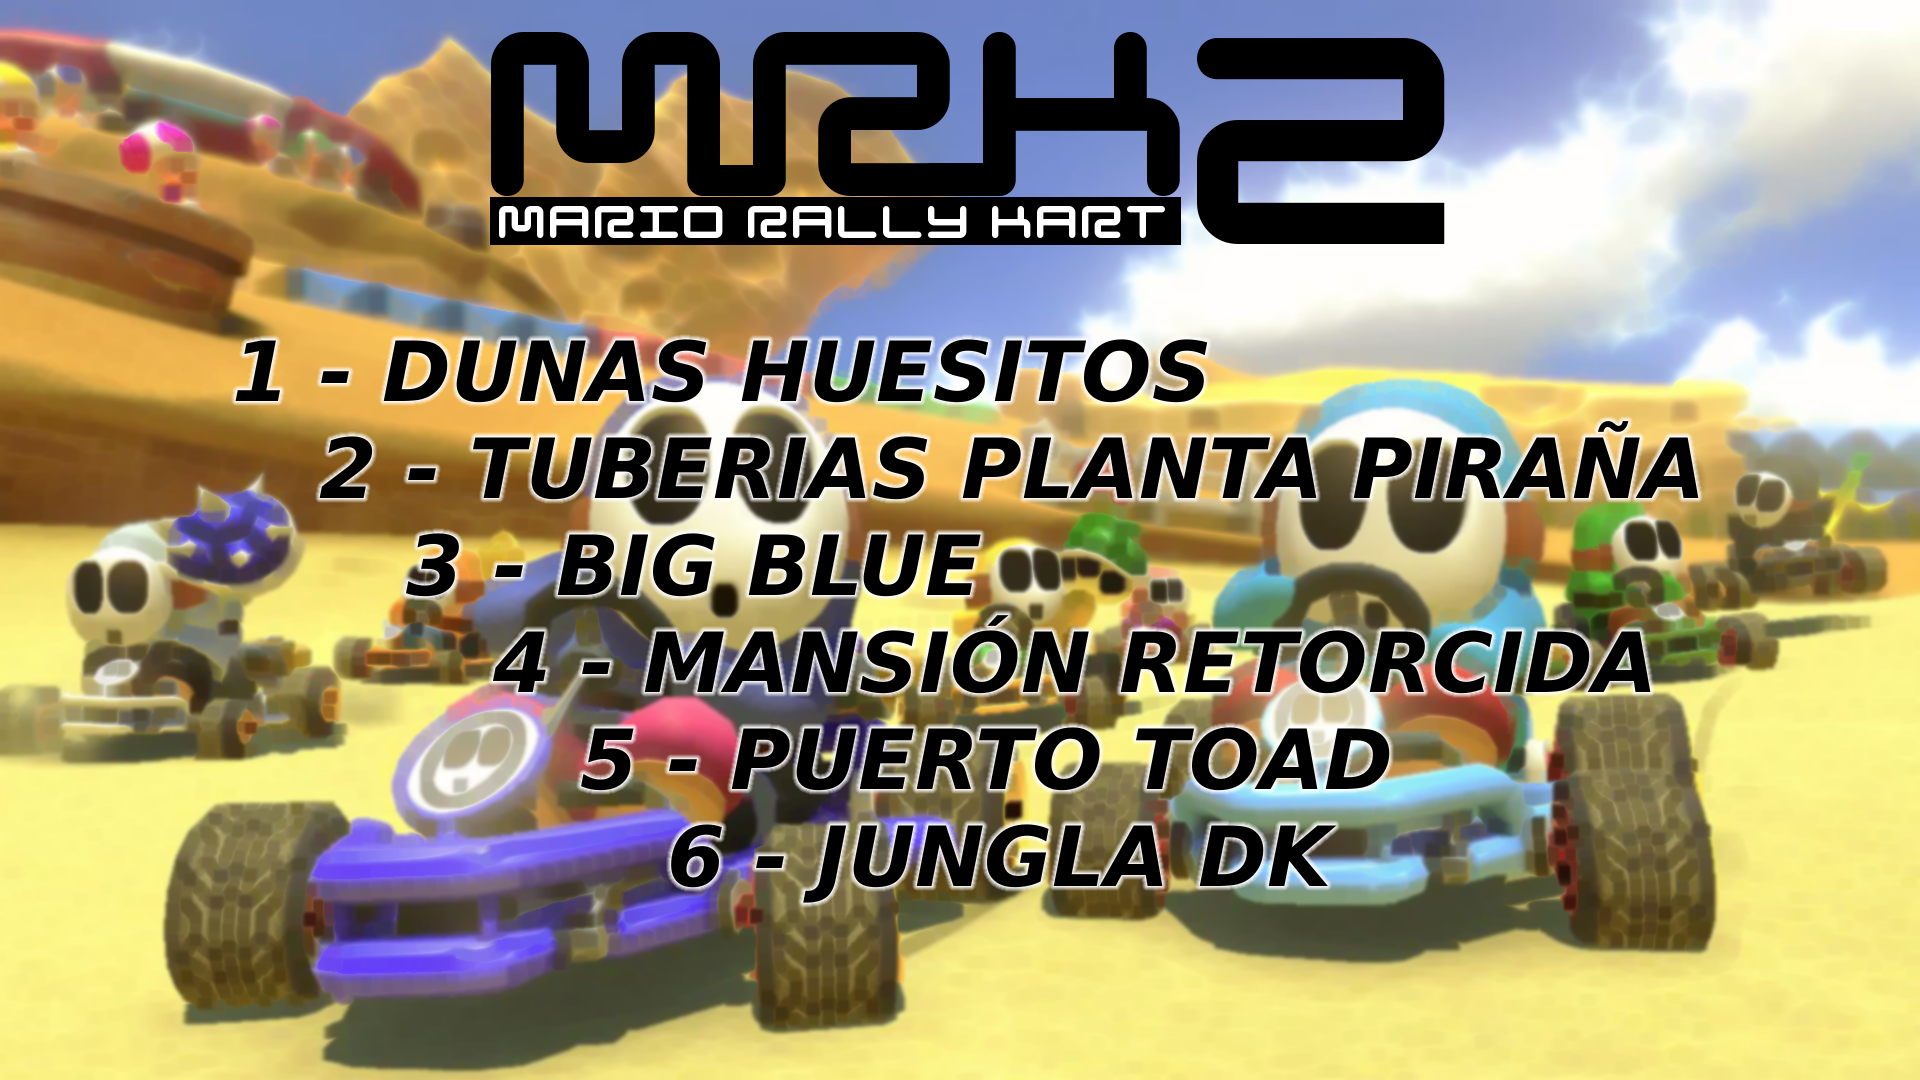 MRK2
MARIO RALLY KART
1 - DUNAS HUESITOS
2 - TUBERIAS PLANTA PIRAÑA
3 - BIG BLUE
4 - MANSIÓN RETORCIDA
5 - PUERTO TOAD
6 - JUNGLA DK